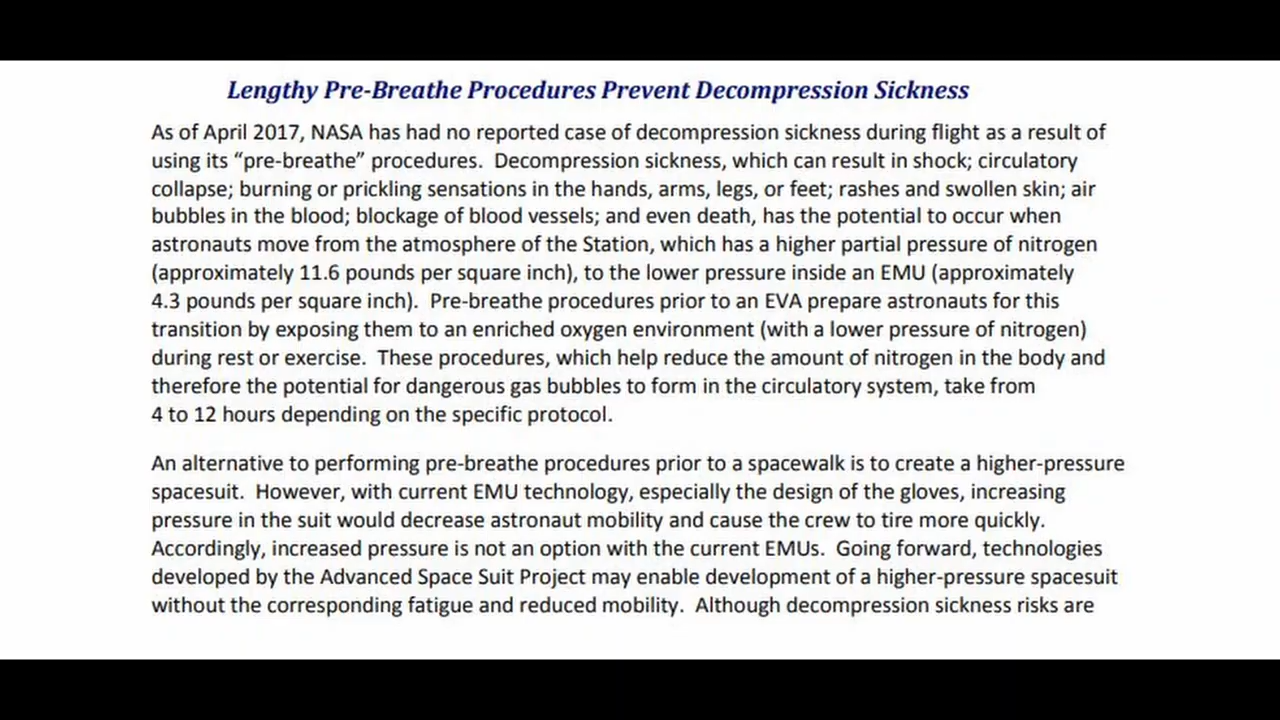 Lengthy Pre-Breathe Procedures Prevent Decompression Sickness
As of April 2017, NASA has had no reported case of decompression sickness during flight as a result of
using its “pre-breathe” procedures.  Decompression sickness, which can result in shock; circulatory
collapse; burning or prickling sensations in the hands, arms, legs, or feet; rashes and swollen skin; air
bubbles in the blood; blockage of blood vessels; and even death, has the potential to occur when
astronauts move from the atmosphere of the Station, which has a higher partial pressure of nitrogen
(approximately 11.6 pounds per square inch), to the lower pressure inside an EMU (approximately
4.3 pounds per square inch).  Pre-breathe procedures prior to an EVA prepare astronauts for this
transition by exposing them to an enriched oxygen environment (with a lower pressure of nitrogen)
during rest or exercise.  These procedures, which help reduce the amount of nitrogen in the body and
therefore the potential for dangerous gas bubbles to form in the circulatory system, take from
4 to 12 hours depending on the specific protocol.
An alternative to performing pre-breathe procedures prior to a spacewalk is to create a higher-pressure
spacesuit.  However, with current EMU technology, especially the design of the gloves, increasing
pressure in the suit would decrease astronaut mobility and cause the crew to tire more quickly.
Accordingly, increased pressure is not an option with the current EMUs.  Going forward, technologies
developed by the Advanced Space Suit Project may enable development of a higher-pressure spacesuit
without the corresponding fatigue and reduced mobility.  Although decompression sickness risks are